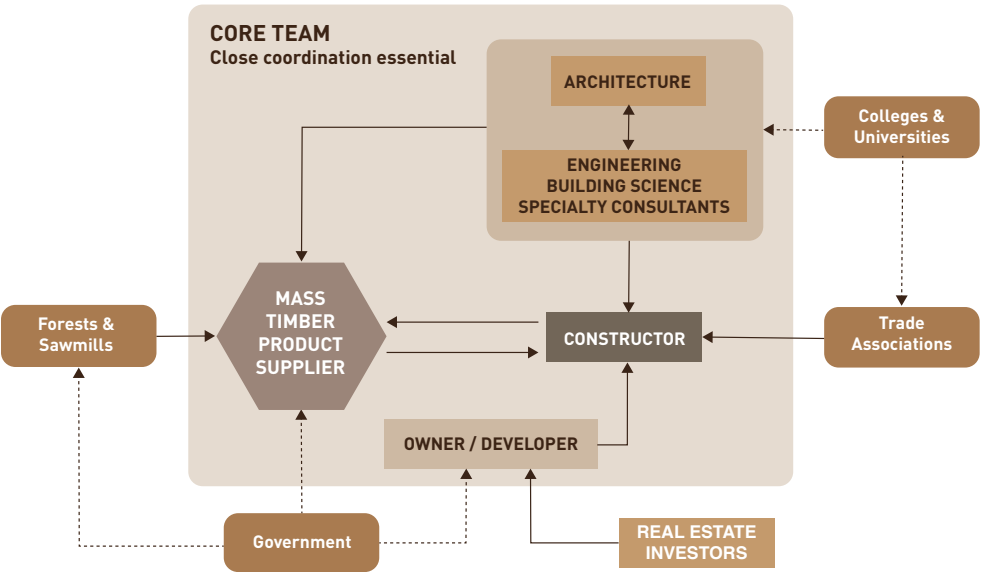 CORE TEAM
Close coordination essential
ARCHITECTURE
ENGINEERING
BUILDING SCIENCE
SPECIALTY CONSULTANTS
Colleges &
Universities
Forests &
Sawmills
MASS
TIMBER
PRODUCT
SUPPLIER
CONSTRUCTOR
Trade
Associations
OWNER / DEVELOPER
Government
REAL ESTATE
INVESTORS